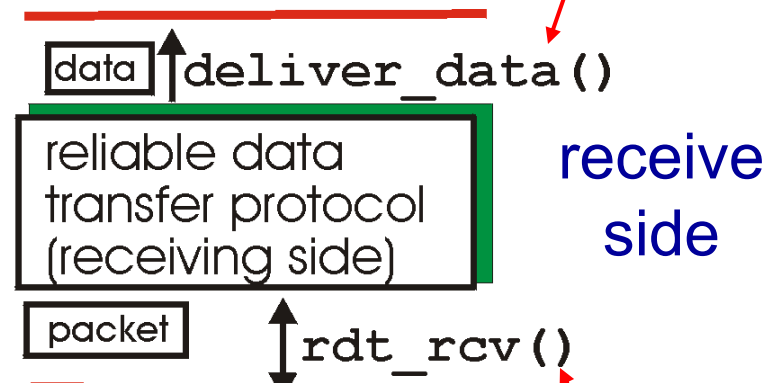 data deliver_data()
reliable data
transfer protocol
(receiving side)
receive
side
packet rdt_rcv()